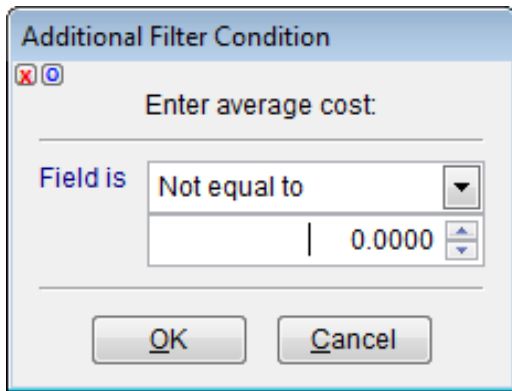 Additional Filter Condition
X O
Enter average cost:
Field is Not equal to
0.0000
OK Cancel